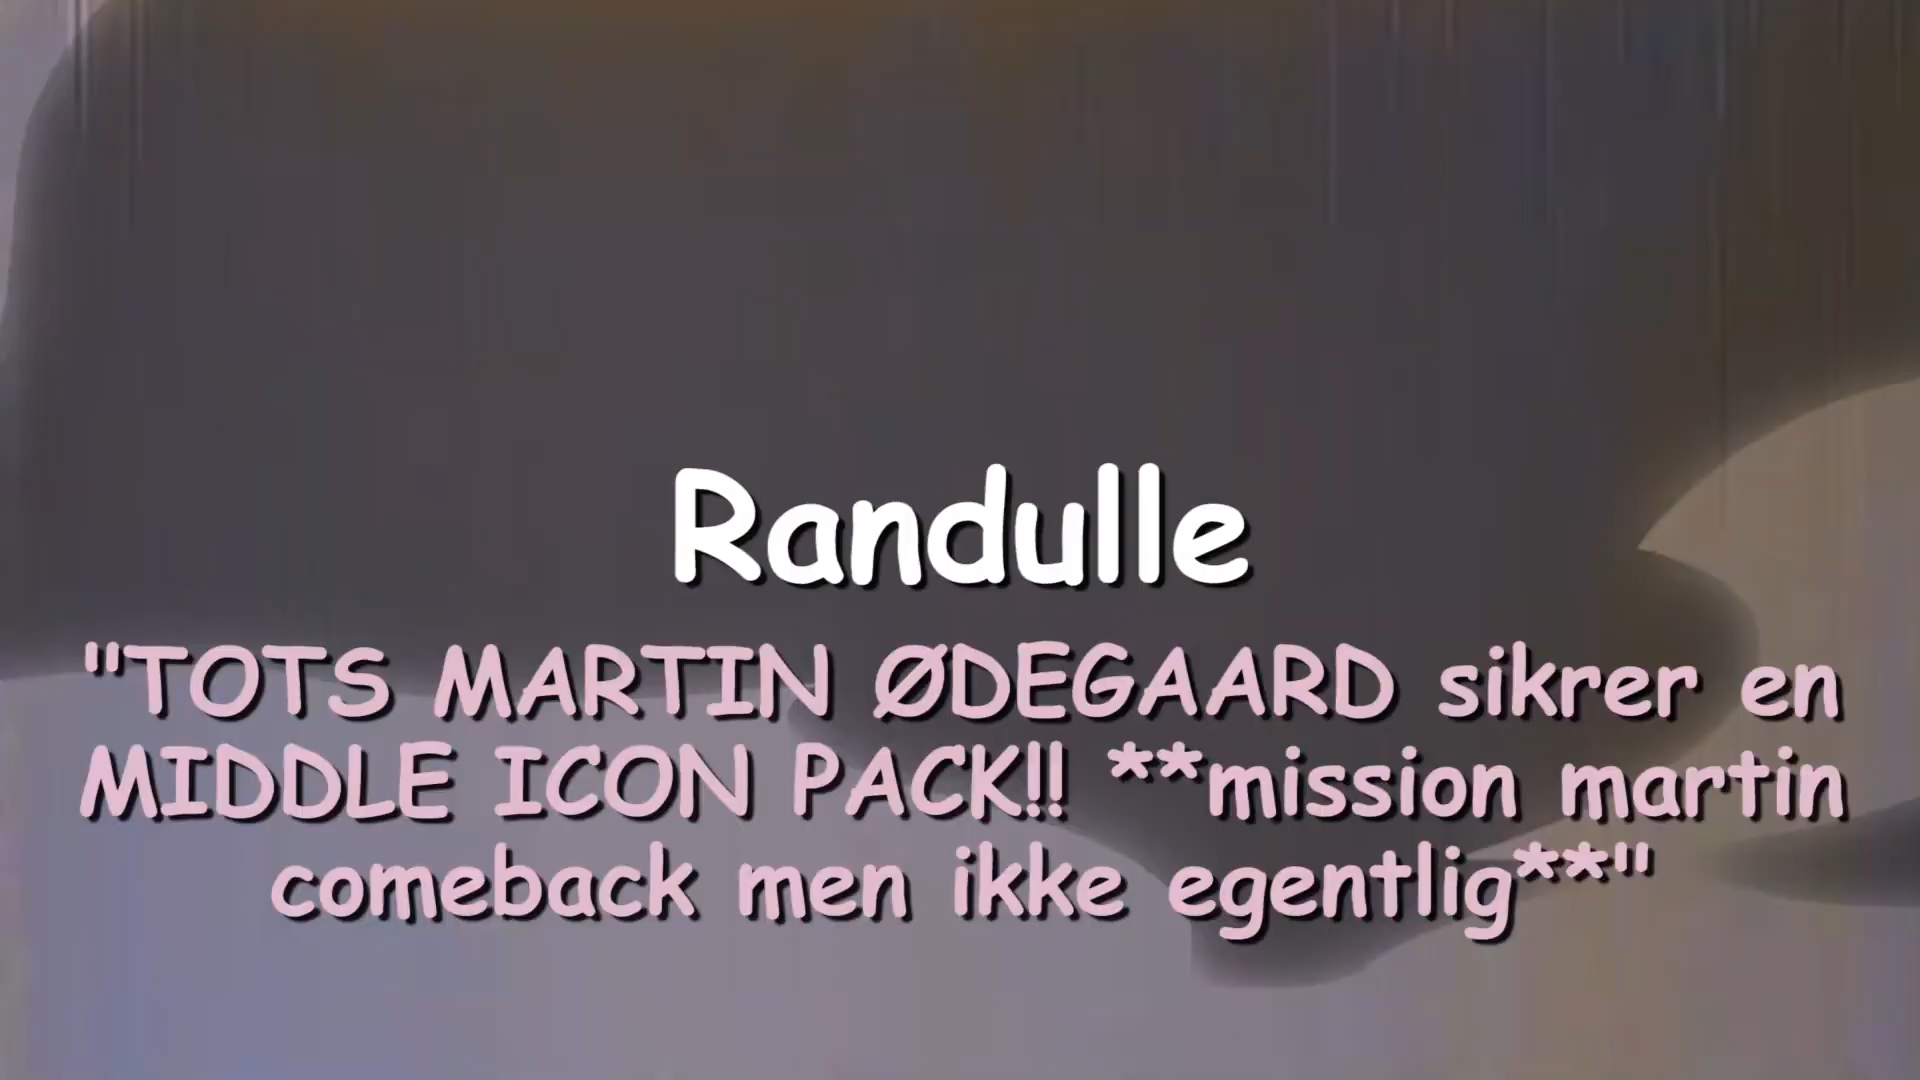 Randulle
"TOTS MARTIN ØDEGAARD sikrer en
MIDDLE ICON PACK!! **mission martin
comeback men ikke egentlig**"